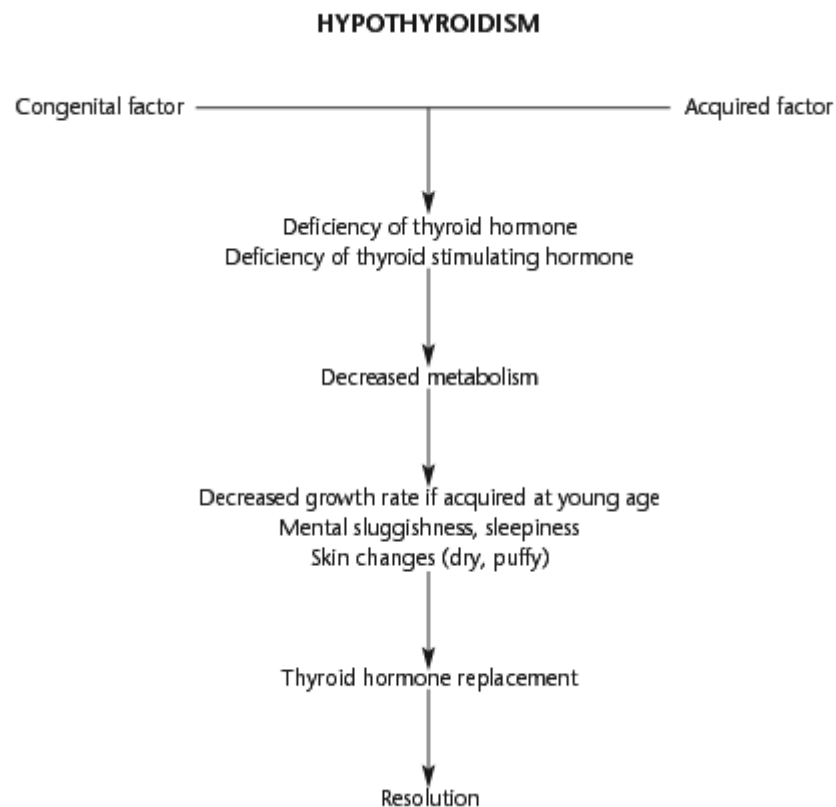 HYPOTHYROIDISM
Congenital factor
Acquired factor
Deficiency of thyroid hormone
Deficiency of thyroid stimulating hormone
Decreased metabolism
Decreased growth rate if acquired at young age
Mental sluggishness, sleepiness
Skin changes (dry, puffy)
Thyroid hormone replacement
Resolution